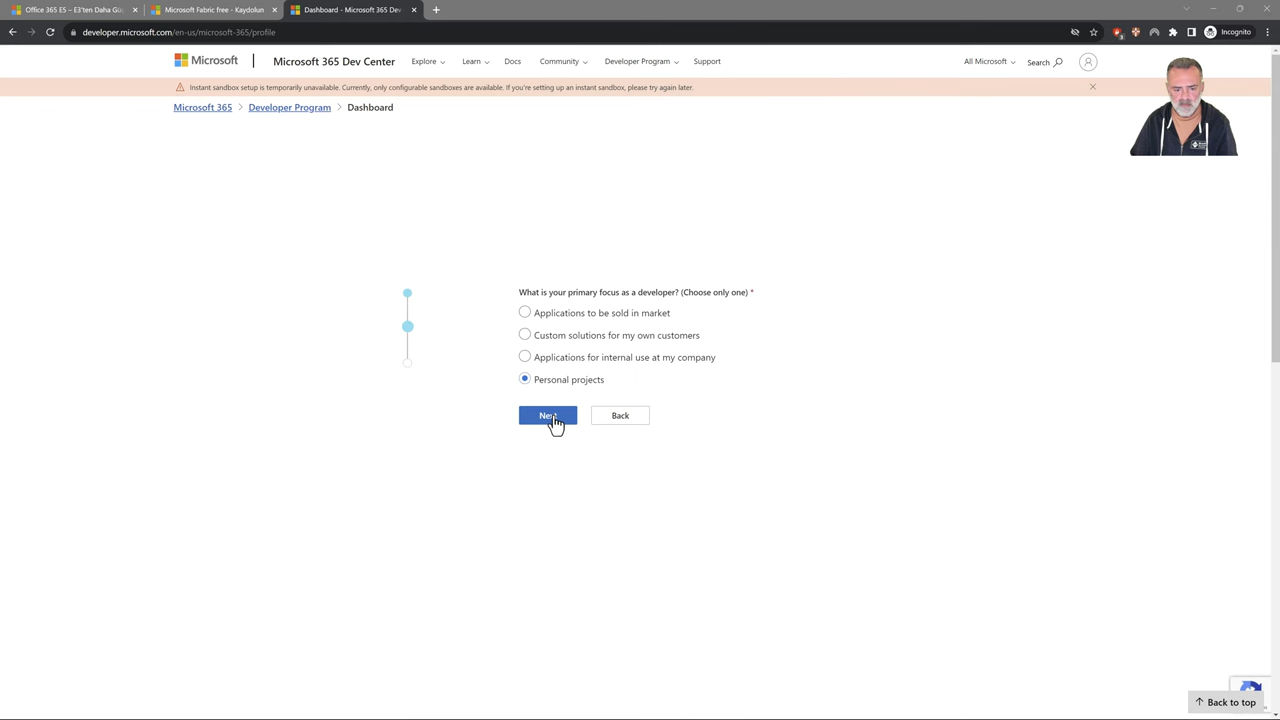 Office 365 E5 – E3'ten Daha Güç
Microsoft Fabric free - Kaydolun
Dashboard - Microsoft 365 Dev
developer.microsoft.com/en-us/microsoft-365/profile
Incognito
Microsoft
Microsoft 365 Dev Center
Explore
Learn
Docs
Community
Developer Program
Support
All Microsoft
Search
Instant sandbox setup is temporarily unavailable. Currently, only configurable sandboxes are available. If you're setting up an instant sandbox, please try again later.
Microsoft 365 > Developer Program > Dashboard
What is your primary focus as a developer? (Choose only one) *
Applications to be sold in market
Custom solutions for my own customers
Applications for internal use at my company
Personal projects
Next
Back
Back to top